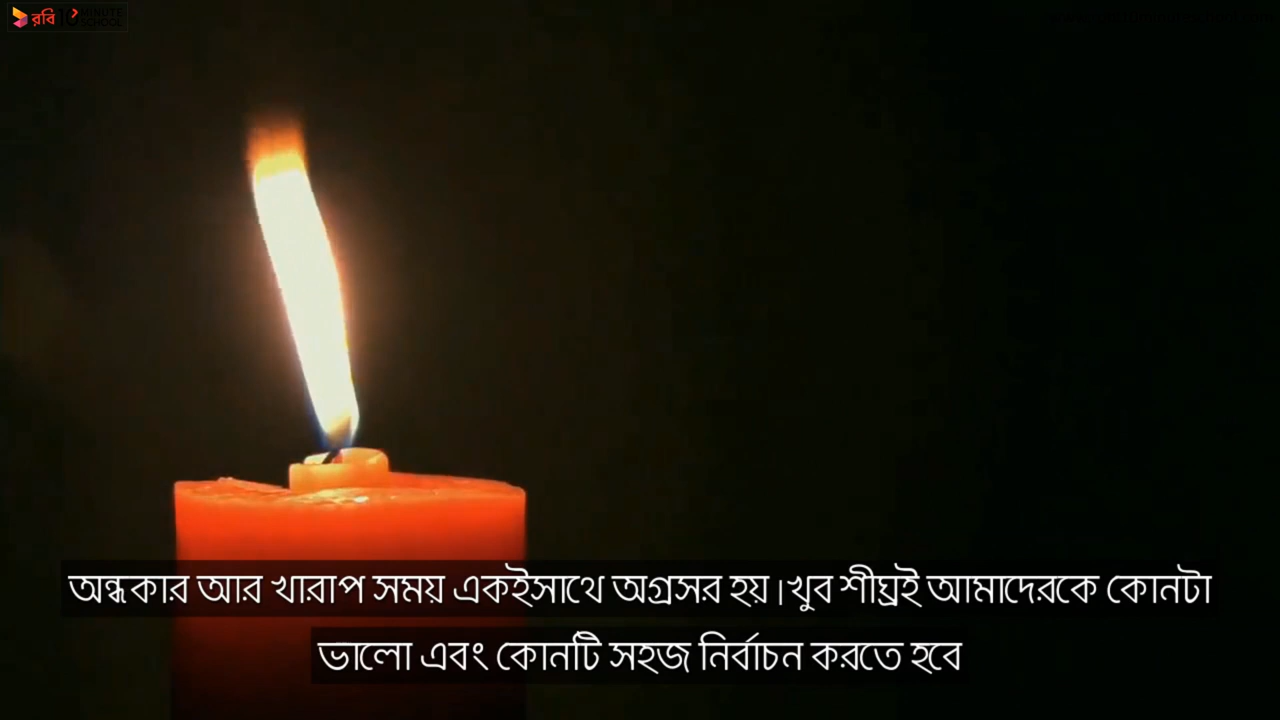 রবি 10 MINUTE SCHOOL
অন্ধকার আর খারাপ সময় একইসাথে অগ্রসর হয়।খুব শীঘ্রই আমাদেরকে কোনটা
ভালো এবং কোনটি সহজ নির্বাচন করতে হবে